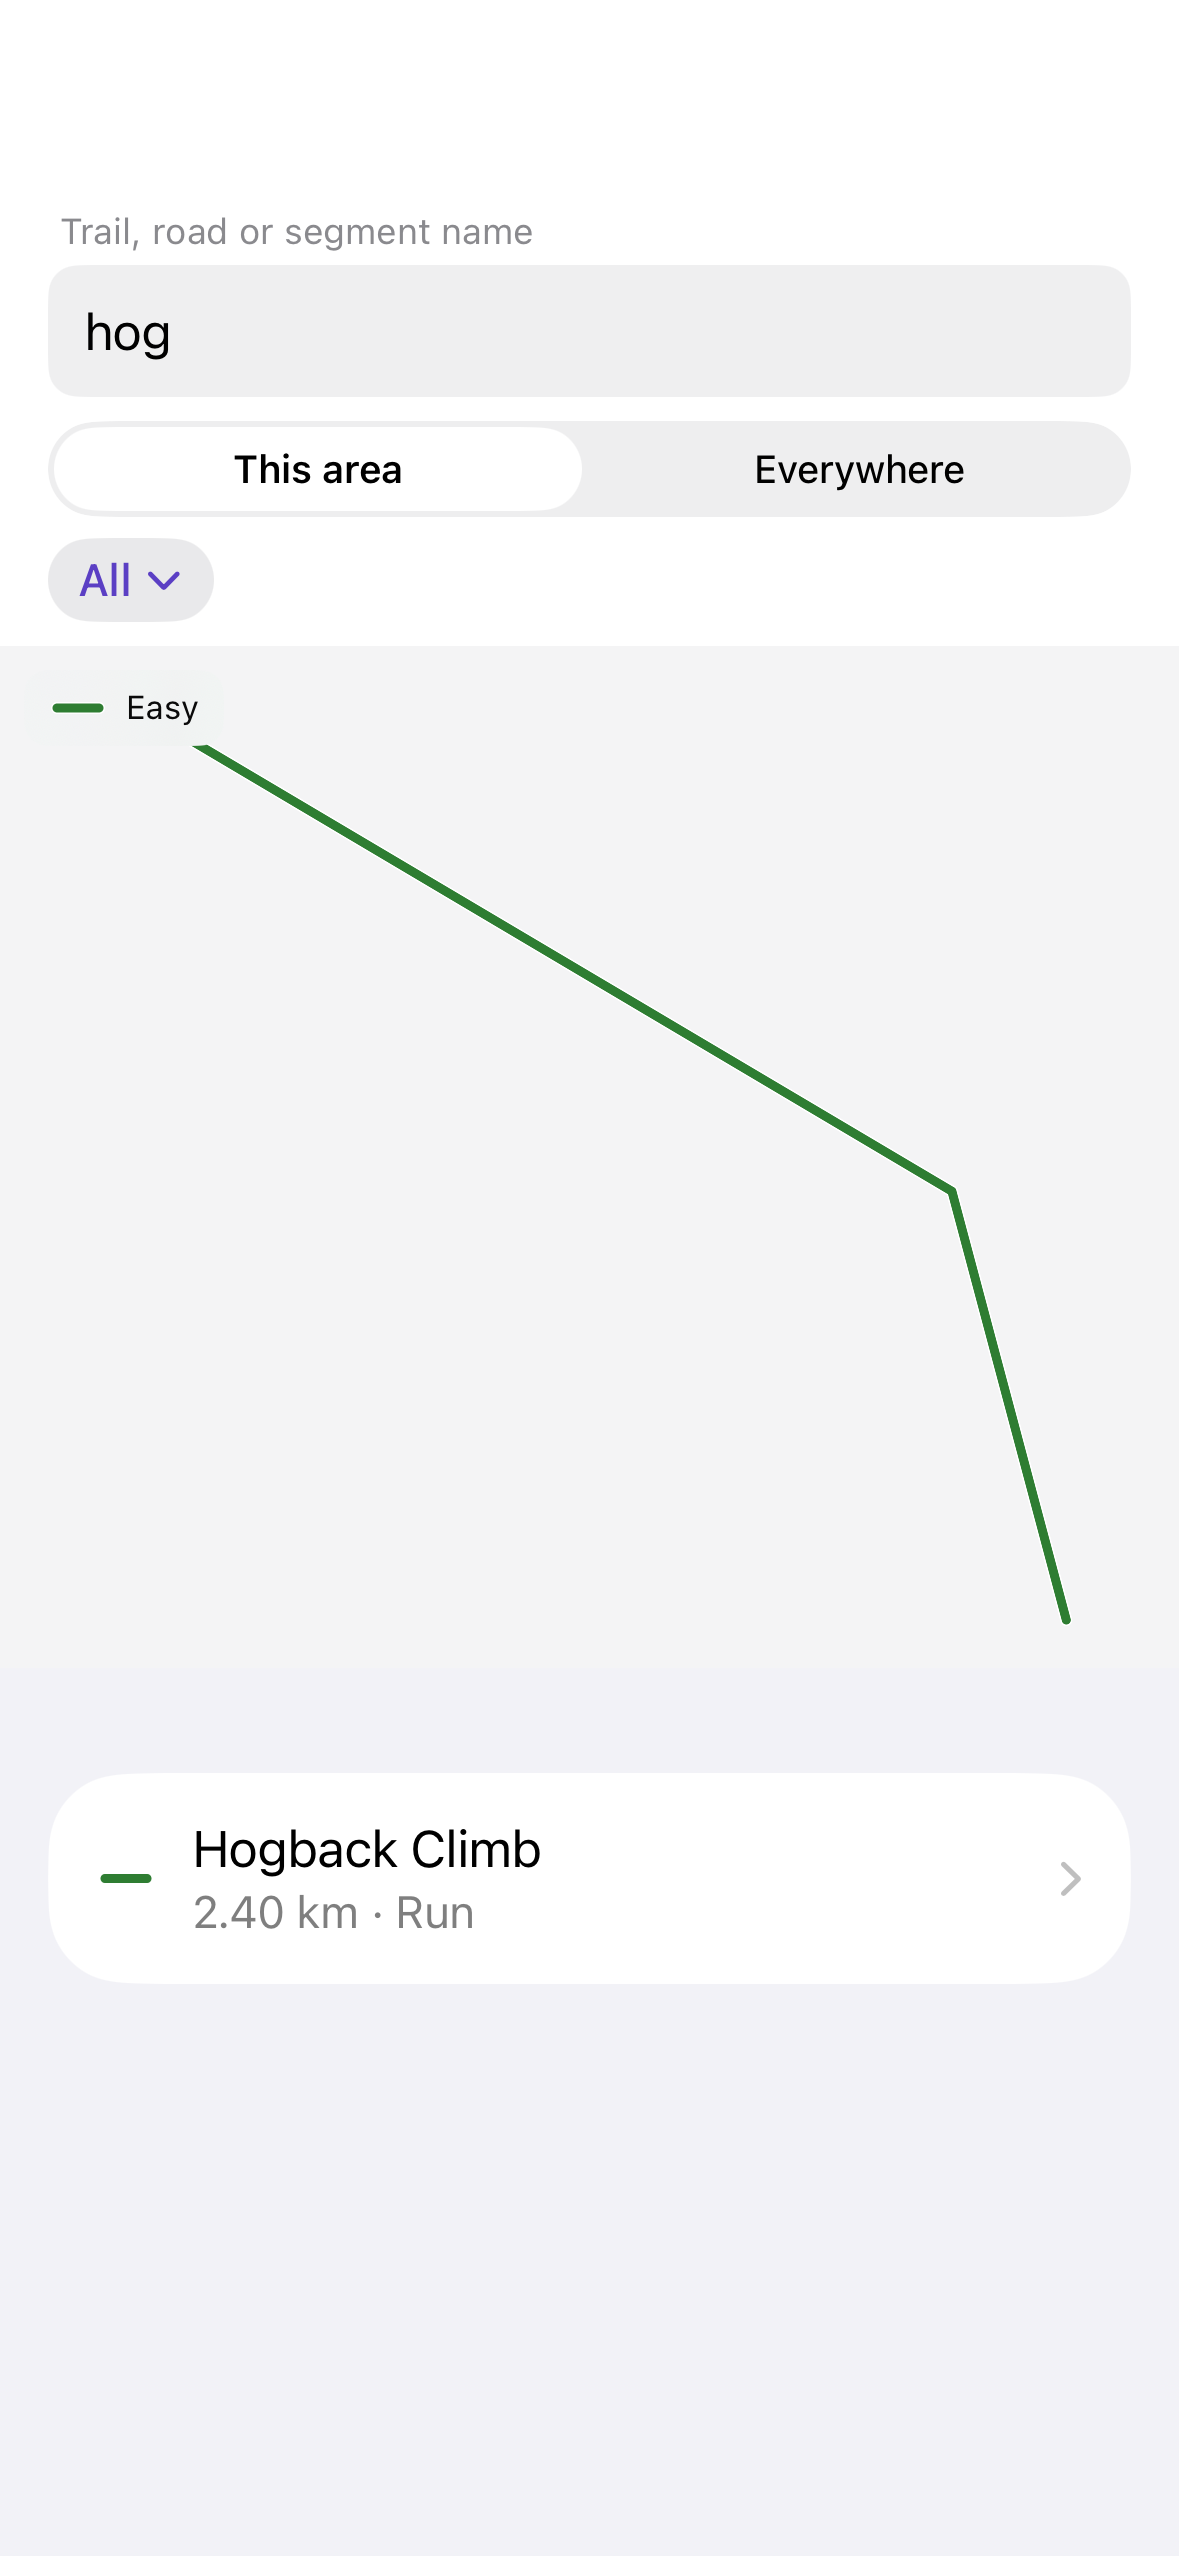 Trail, road or segment name
hog
This area
Everywhere
All
Easy
Hogback Climb
2.40 km · Run